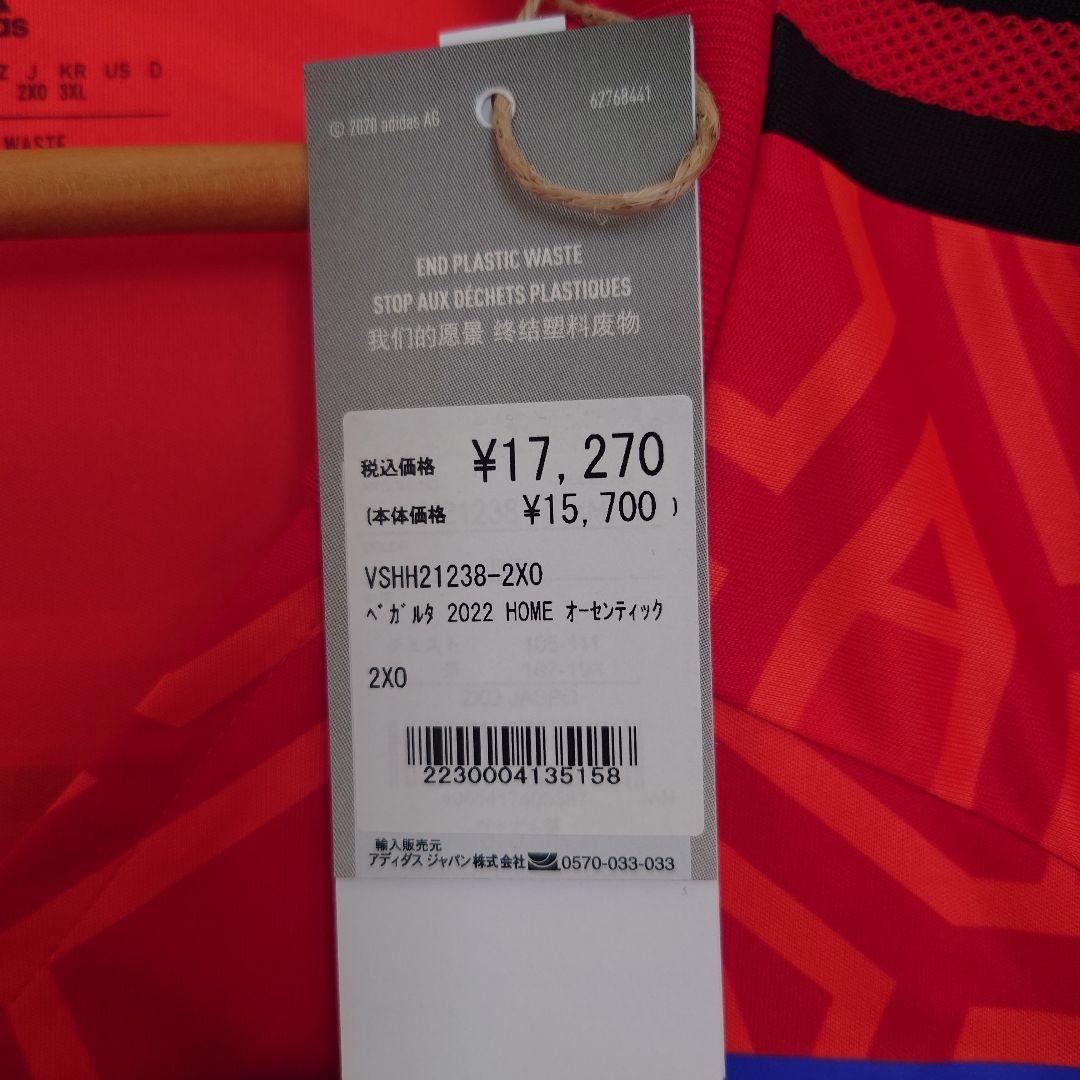 das
Z J KR US D
2XO 3XL
WASTE
© 2020 adidas AG
62768441
END PLASTIC WASTE
STOP AUX DÉCHETS PLASTIQUES
我们的愿景 终结塑料废物
税込価格 ¥17,270
(本体価格 ¥15,700 )
VSHH21238-2XO
ﾍﾞｶﾞﾙﾀ 2022 HOME ｵｰｾﾝﾃｨｯｸ
2XO
2230004135158
輸入販売元
アディダス ジャパン株式会社 0570-033-033